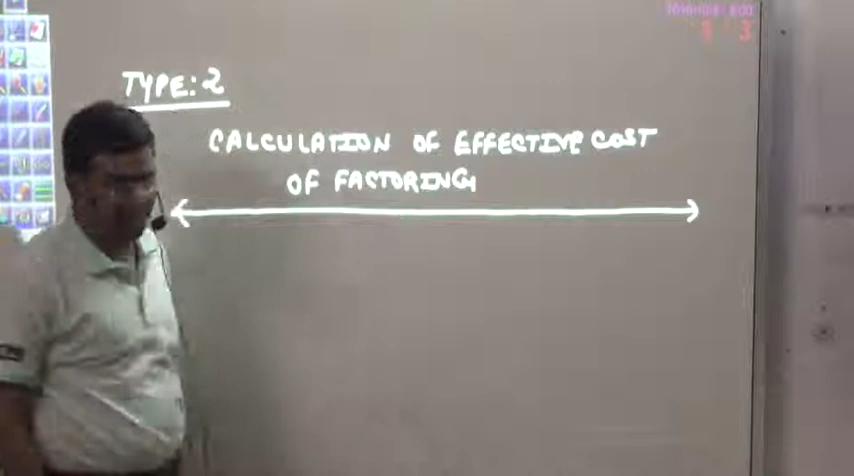 TYPE: 2
CALCULATION OF EFFECTIVE COST
OF FACTORING